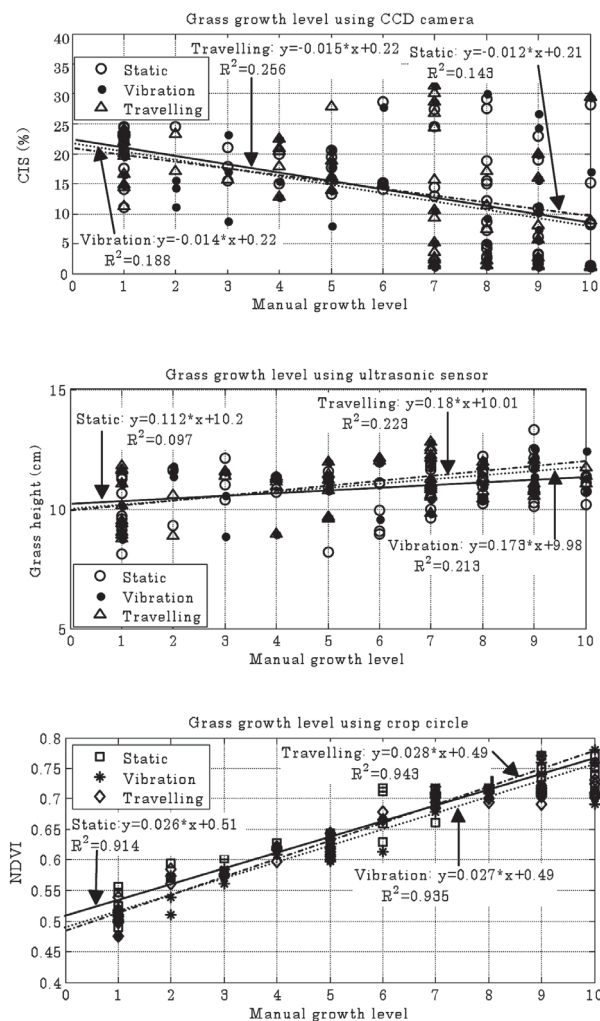 Grass growth level using CCD camera
Travelling: y=-0.015*x+0.22
R²=0.256
Static: y=-0.012*x+0.21
R²=0.143
Static
Vibration
Travelling
Vibration:y=-0.014*x+0.22
R²=0.188
CIS (%)
35
30
25
20
15
10
5
0
0 1 2 3 4 5 6 7 8 9 10
Manual growth level
Grass growth level using ultrasonic sensor
Static: y=0.112*x+10.2
R²=0.097
Travelling: y=0.18*x+10.01
R²=0.223
Vibration: y=0.173*x+9.98
R²=0.213
Static
Vibration
Travelling
Grass height (cm)
15
10
5
0 1 2 3 4 5 6 7 8 9 10
Manual growth level
Grass growth level using crop circle
Static
Vibration
Travelling
Travelling: y=0.028*x+0.49
R²=0.943
Static:y=0.026*x+0.51
R²=0.914
Vibration: y=0.027*x+0.49
R²=0.935
NDVI
0.8
0.75
0.7
0.65
0.6
0.55
0.5
0.45
0.4
0 1 2 3 4 5 6 7 8 9 10
Manual growth level